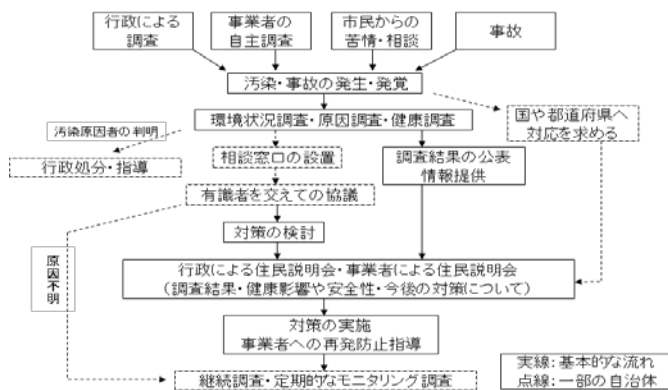 行政による
調査
事業者の
自主調査
市民からの
苦情・相談
事故
汚染・事故の発生・発覚
環境状況調査・原因調査・健康調査
国や都道府県へ
対応を求める
汚染原因者の判明
行政処分・指導
相談窓口の設置
調査結果の公表
情報提供
有識者を交えての協議
対策の検討
原因不明
行政による住民説明会・事業者による住民説明会
(調査結果・健康影響や安全性・今後の対策について)
対策の実施
事業者への再発防止指導
継続調査・定期的なモニタリング調査
実線:基本的な流れ
点線:一部の自治体